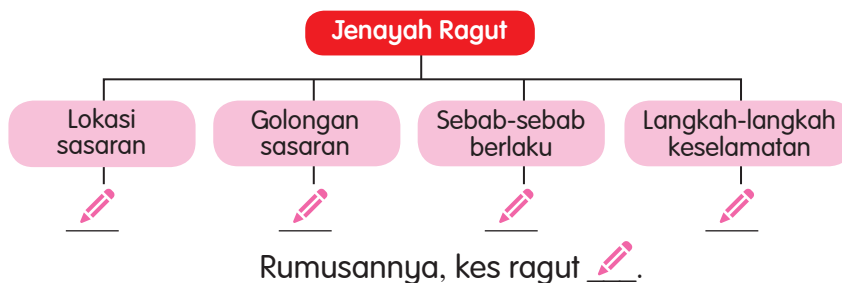 Jenayah Ragut
Lokasi
sasaran
Golongan
sasaran
Sebab-sebab
berlaku
Langkah-langkah
keselamatan
Rumusannya, kes ragut ___.